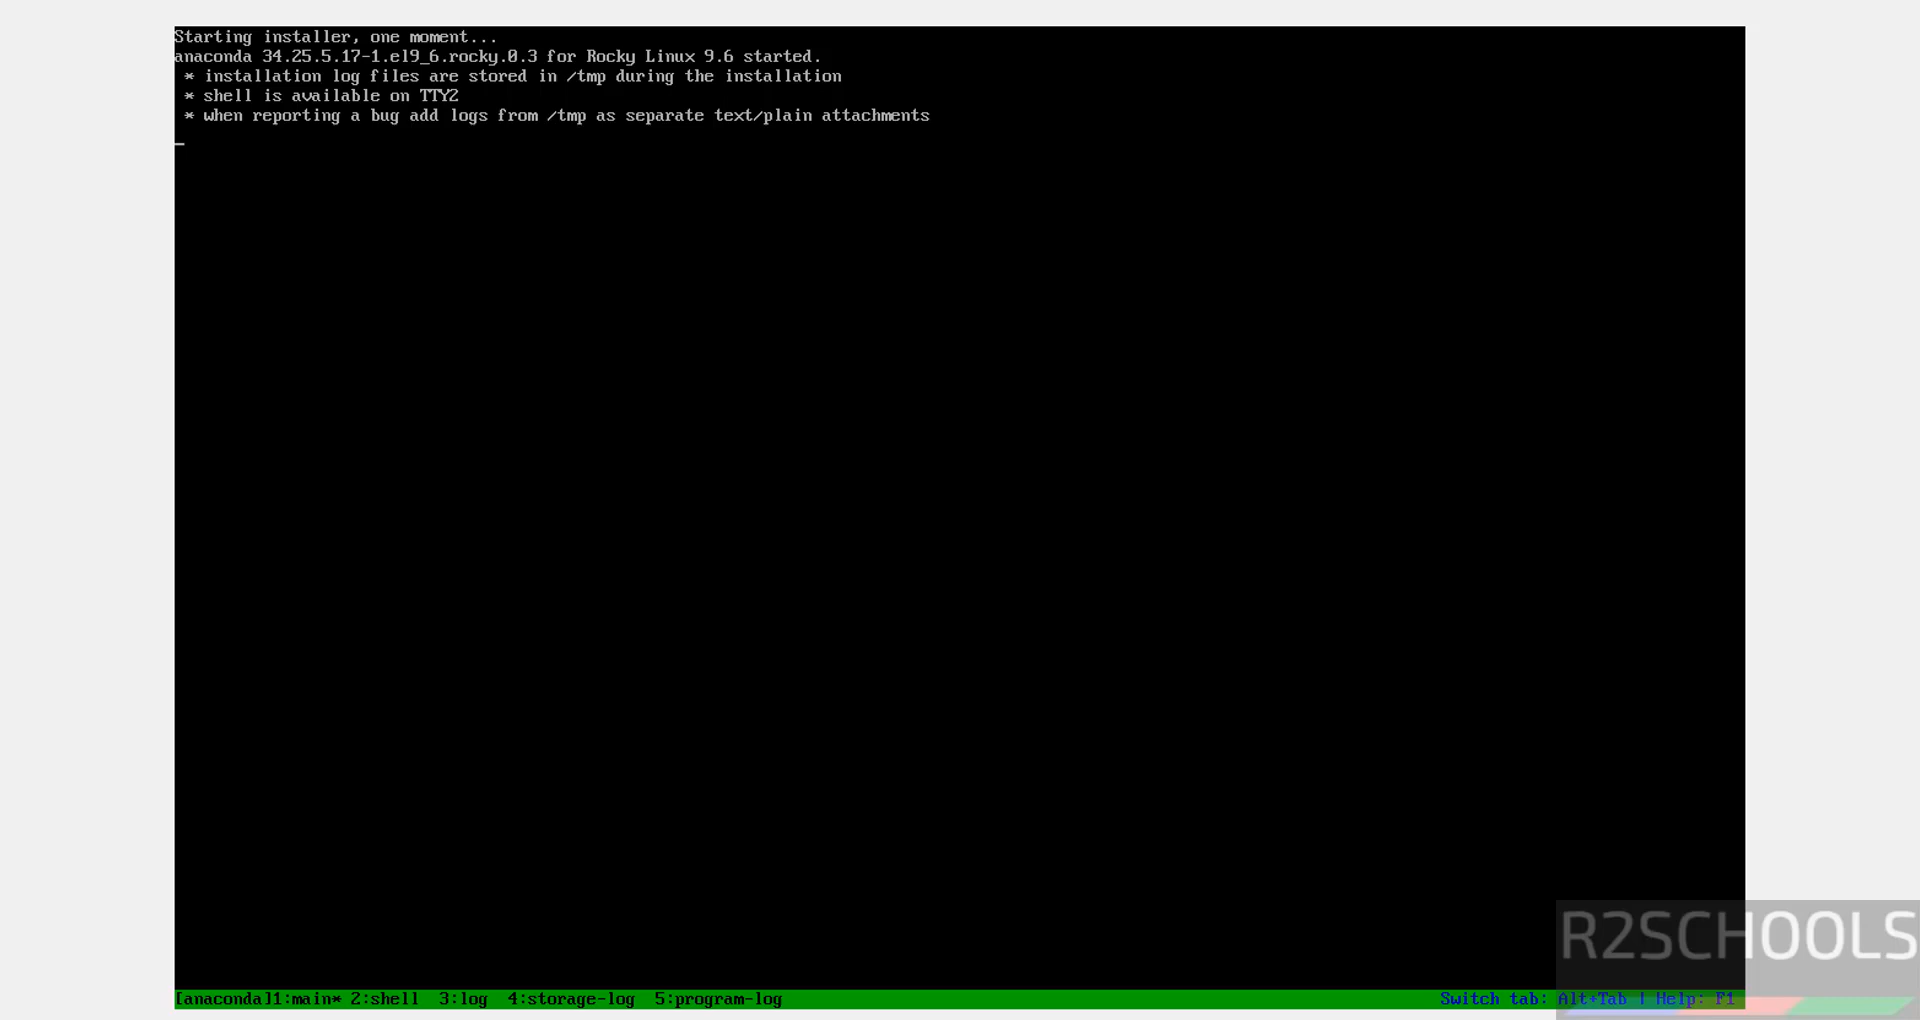 Starting installer, one moment...
anaconda 34.25.5.17-1.el9_6.rocky.0.3 for Rocky Linux 9.6 started.
* installation log files are stored in /tmp during the installation
* shell is available on TTY2
* when reporting a bug add logs from /tmp as separate text/plain attachments
R2SCHOOLS
[anaconda]1:main* 2:shell 3:log 4:storage-log 5:program-log Switch tab: Alt+Tab | Help: F1